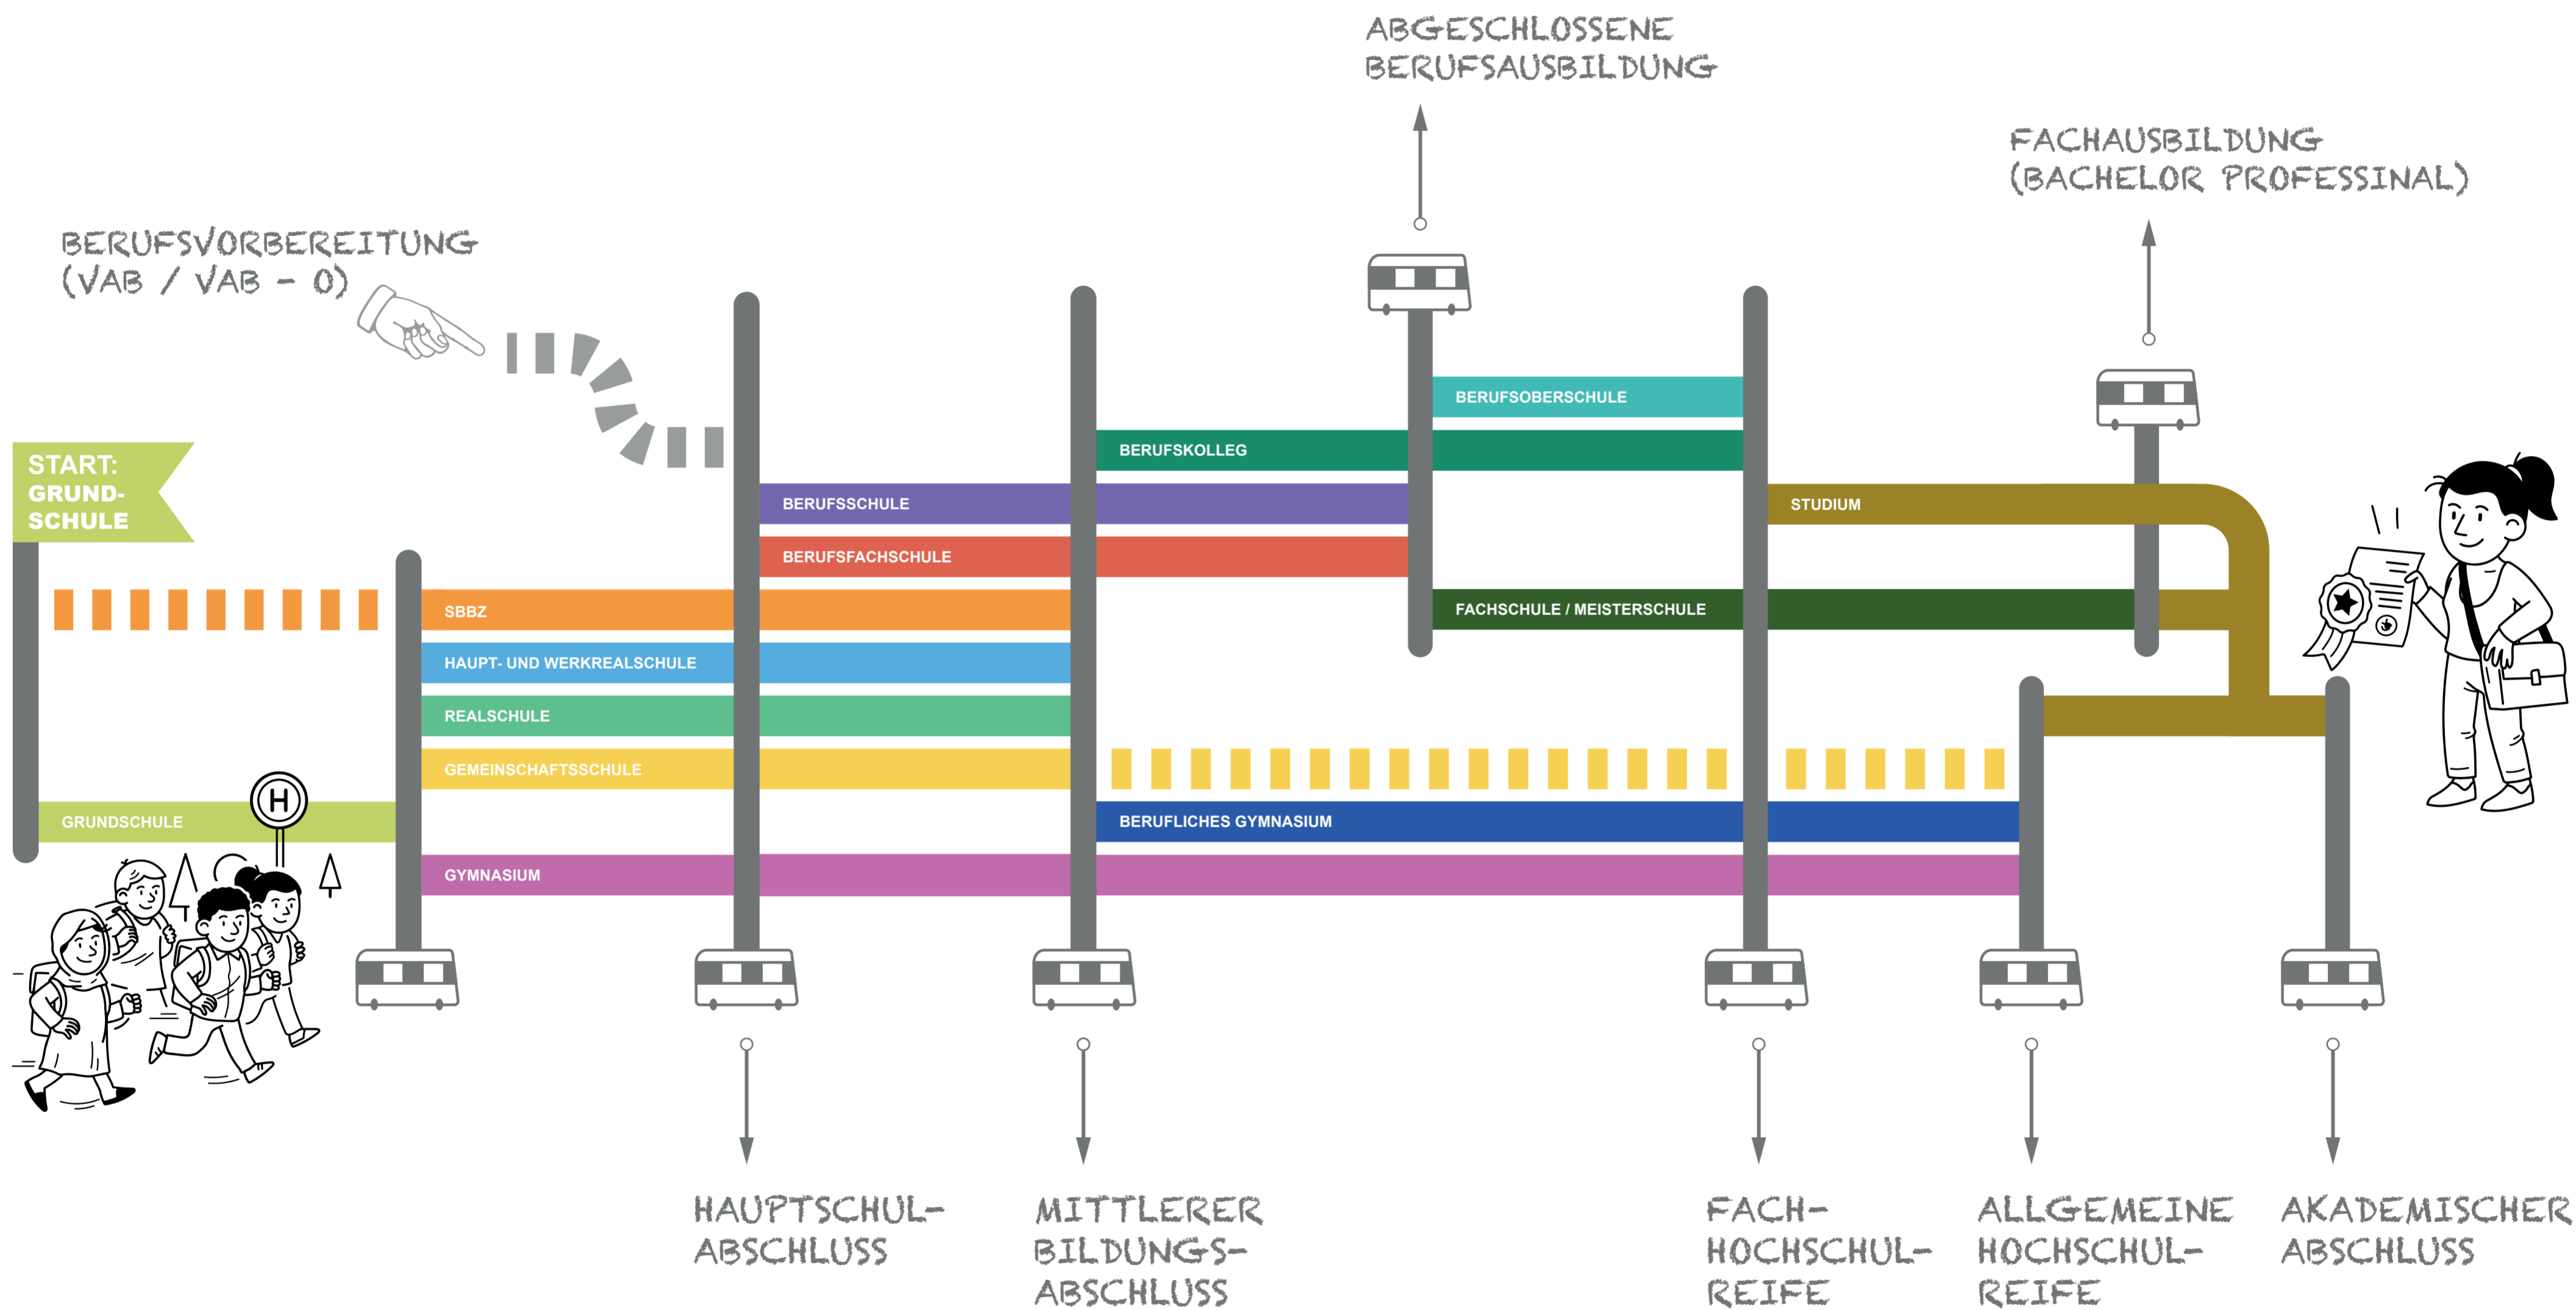 ABGESCHLOSSENE
BERUFSAUSBILDUNG
FACHAUSBILDUNG
(BACHELOR PROFESSINAL)
BERUFSVORBEREITUNG
(VAB / VAB - O)
START:
GRUND-
SCHULE
BERUFSOBERSCHULE
BERUFSKOLLEG
BERUFSSCHULE
STUDIUM
BERUFSFACHSCHULE
SBBZ
FACHSCHULE / MEISTERSCHULE
HAUPT- UND WERKREALSCHULE
REALSCHULE
GEMEINSCHAFTSSCHULE
H
GRUNDSCHULE
BERUFLICHES GYMNASIUM
GYMNASIUM
HAUPTSCHUL-
ABSCHLUSS
MITTLERER
BILDUNGS-
ABSCHLUSS
FACH-
HOCHSCHUL-
REIFE
ALLGEMEINE
HOCHSCHUL-
REIFE
AKADEMISCHER
ABSCHLUSS